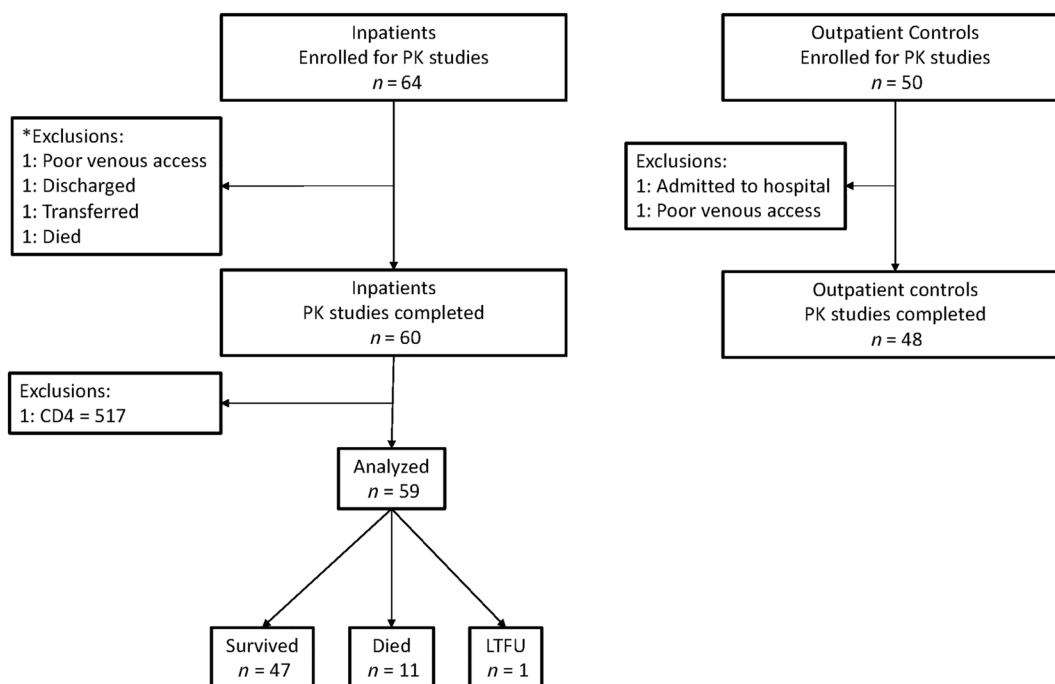 Inpatients
Enrolled for PK studies
n = 64
*Exclusions:
1: Poor venous access
1: Discharged
1: Transferred
1: Died
Inpatients
PK studies completed
n = 60
Exclusions:
1: CD4 = 517
Analyzed
n = 59
Survived
n = 47
Died
n = 11
LTFU
n = 1
Outpatient Controls
Enrolled for PK studies
n = 50
Exclusions:
1: Admitted to hospital
1: Poor venous access
Outpatient controls
PK studies completed
n = 48